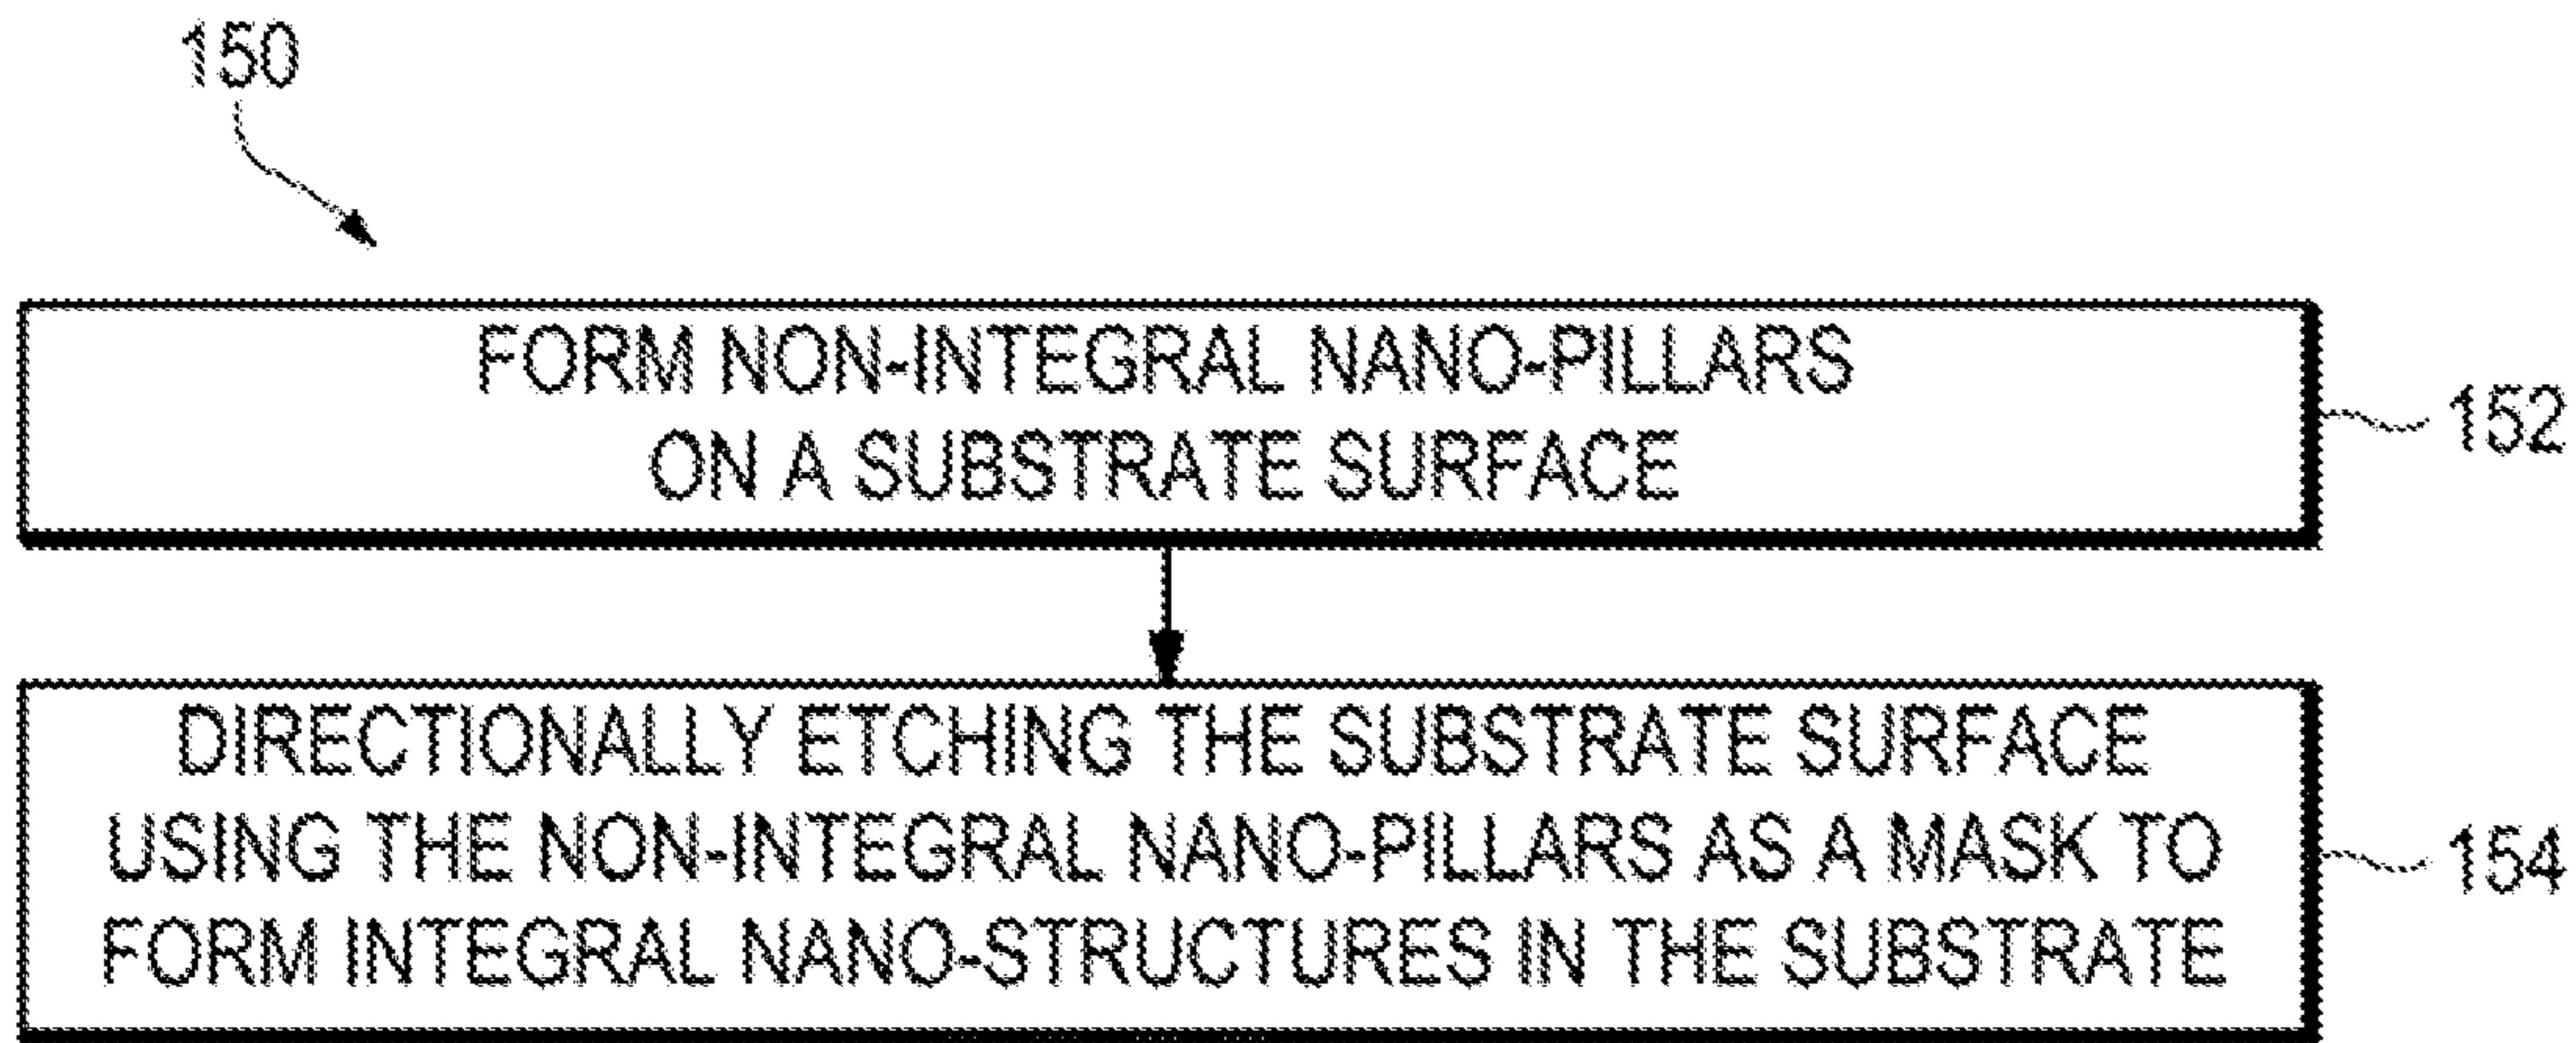 150
FORM NON-INTEGRAL NANO-PILLARS
ON A SUBSTRATE SURFACE
152
DIRECTIONALLY ETCHING THE SUBSTRATE SURFACE
USING THE NON-INTEGRAL NANO-PILLARS AS A MASK TO
FORM INTEGRAL NANO-STRUCTURES IN THE SUBSTRATE
154